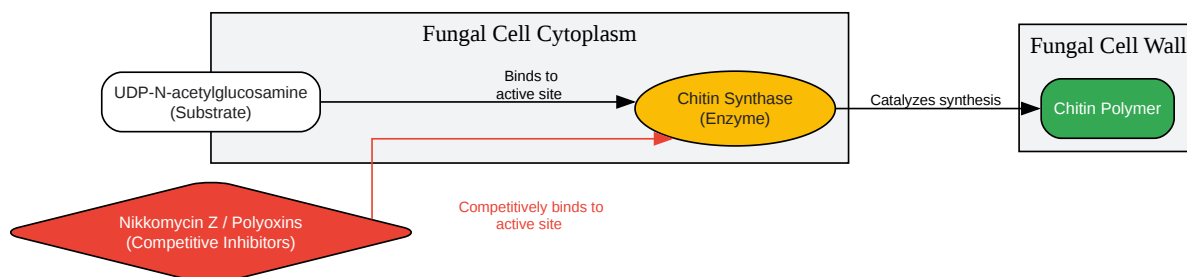 Fungal Cell Cytoplasm
Fungal Cell Wall
UDP-N-acetylglucosamine
(Substrate)
Binds to
active site
Chitin Synthase
(Enzyme)
Catalyzes synthesis
Chitin Polymer
Nikkomycin Z / Polyoxins
(Competitive Inhibitors)
Competitively binds to
active site